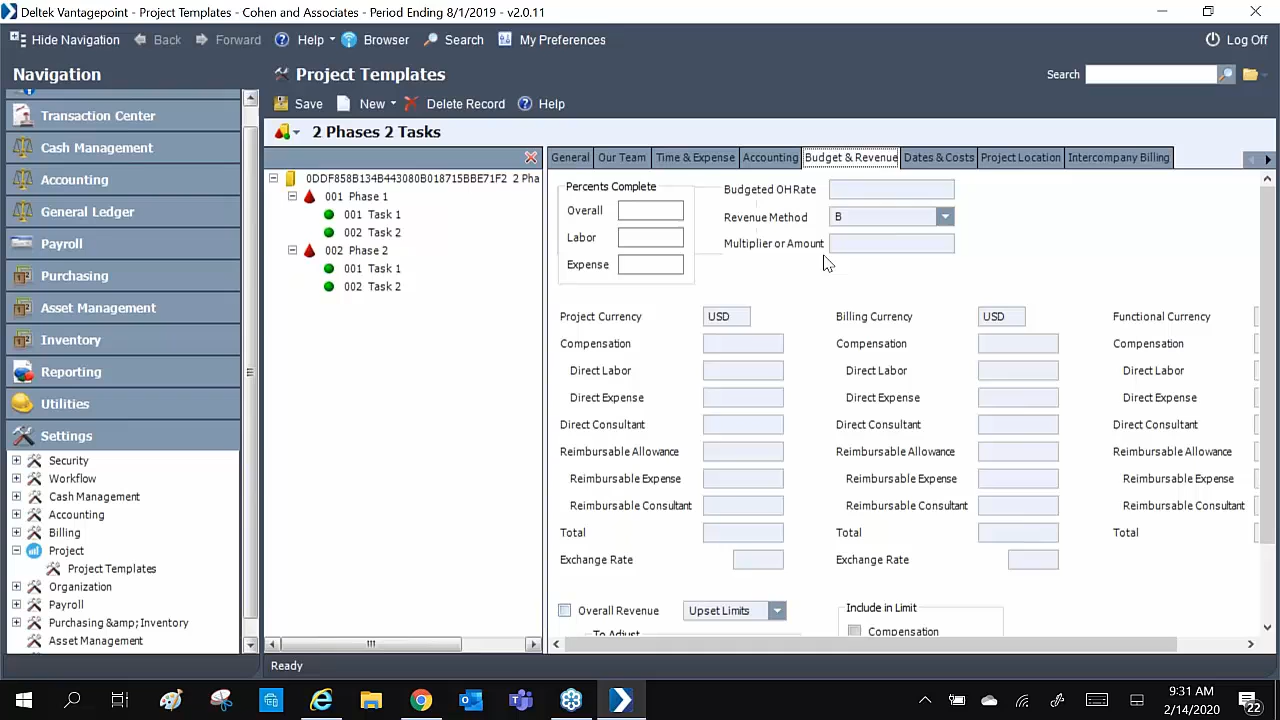 Deltek Vantagepoint - Project Templates - Cohen and Associates - Period Ending 8/1/2019 - v2.0.11
Hide Navigation Back Forward Help Browser Search My Preferences Log Off
Navigation
Project Templates
Search
Transaction Center
Cash Management
Accounting
General Ledger
Payroll
Purchasing
Asset Management
Inventory
Reporting
Utilities
Settings
Security
Workflow
Cash Management
Accounting
Billing
Project
Project Templates
Organization
Payroll
Purchasing &amp; Inventory
Asset Management
Save New Delete Record Help
2 Phases 2 Tasks
0DDF858B134B443080B018715BBE71F2 2 Pha
001 Phase 1
001 Task 1
002 Task 2
002 Phase 2
001 Task 1
002 Task 2
General Our Team Time & Expense Accounting Budget & Revenue Dates & Costs Project Location Intercompany Billing
Percents Complete
Overall
Labor
Expense
Budgeted OH Rate
Revenue Method B
Multiplier or Amount
Project Currency USD Billing Currency USD Functional Currency
Compensation Compensation Compensation
Direct Labor Direct Labor Direct Labor
Direct Expense Direct Expense Direct Expense
Direct Consultant Direct Consultant Direct Consultant
Reimbursable Allowance Reimbursable Allowance Reimbursable Allowance
Reimbursable Expense Reimbursable Expense Reimbursable Expense
Reimbursable Consultant Reimbursable Consultant Reimbursable Consultant
Total Total Total
Exchange Rate Exchange Rate
Overall Revenue Upset Limits Include in Limit
To Adjust Compensation
Ready
9:31 AM
2/14/2020
22